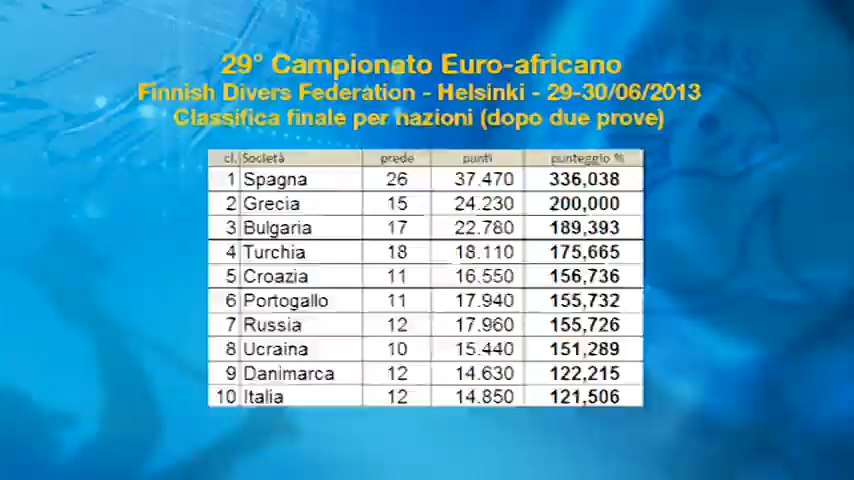 29° Campionato Euro-africano
Finnish Divers Federation - Helsinki - 29-30/06/2013
Classifica finale per nazioni (dopo due prove)
cl. Società prede punti punteggio %
1 Spagna 26 37.470 336,038
2 Grecia 15 24.230 200,000
3 Bulgaria 17 22.780 189,393
4 Turchia 18 18.110 175,665
5 Croazia 11 16.550 156,736
6 Portogallo 11 17.940 155,732
7 Russia 12 17.960 155,726
8 Ucraina 10 15.440 151,289
9 Danimarca 12 14.630 122,215
10 Italia 12 14.850 121,506